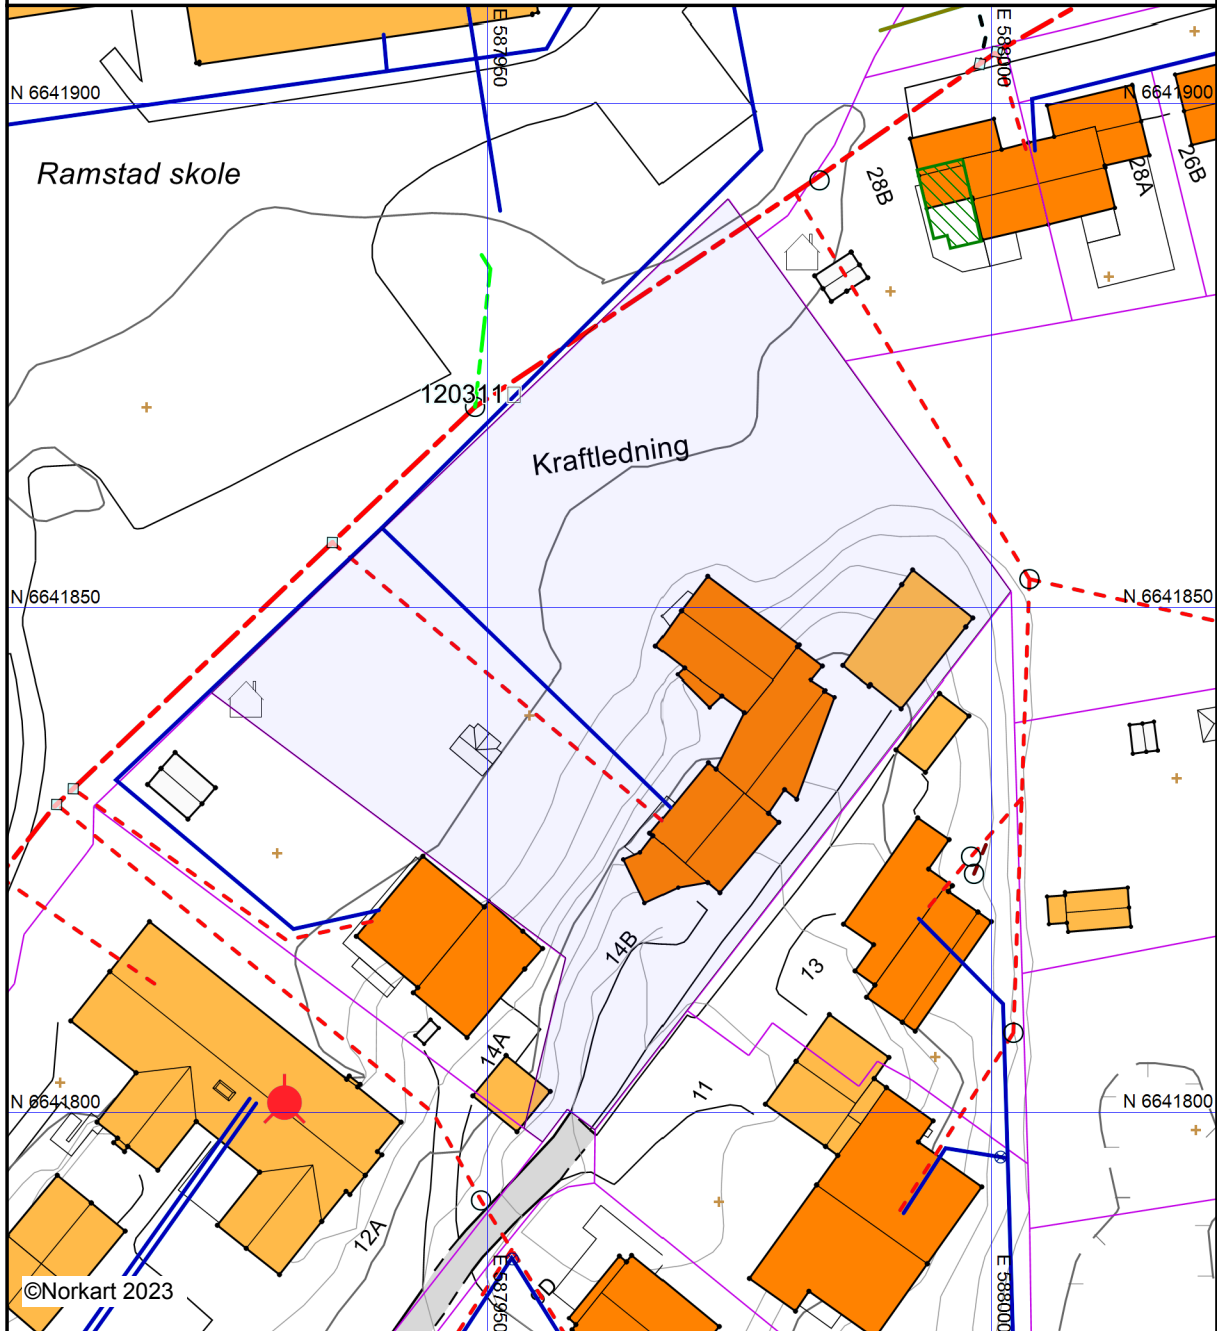 E 587950
E 588000
N 6641900
N 6641900
Ramstad skole
28B
28A
26B
120311
Kraftledning
N 6641850
N 6641850
14B
13
14A
11
N 6641800
N 6641800
12A
©Norkart 2023
E 587950
E 588000